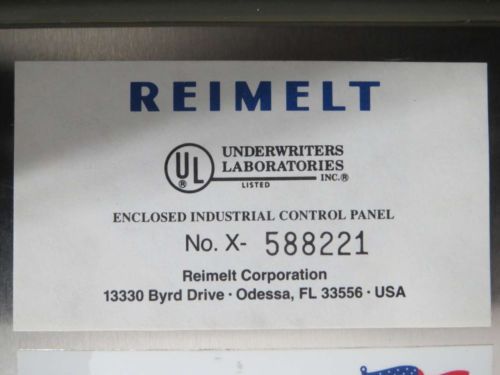 REIMELT
UL ®
UNDERWRITERS
LABORATORIES
INC.®
LISTED
ENCLOSED INDUSTRIAL CONTROL PANEL
No. X- 588221
Reimelt Corporation
13330 Byrd Drive · Odessa, FL 33556 · USA